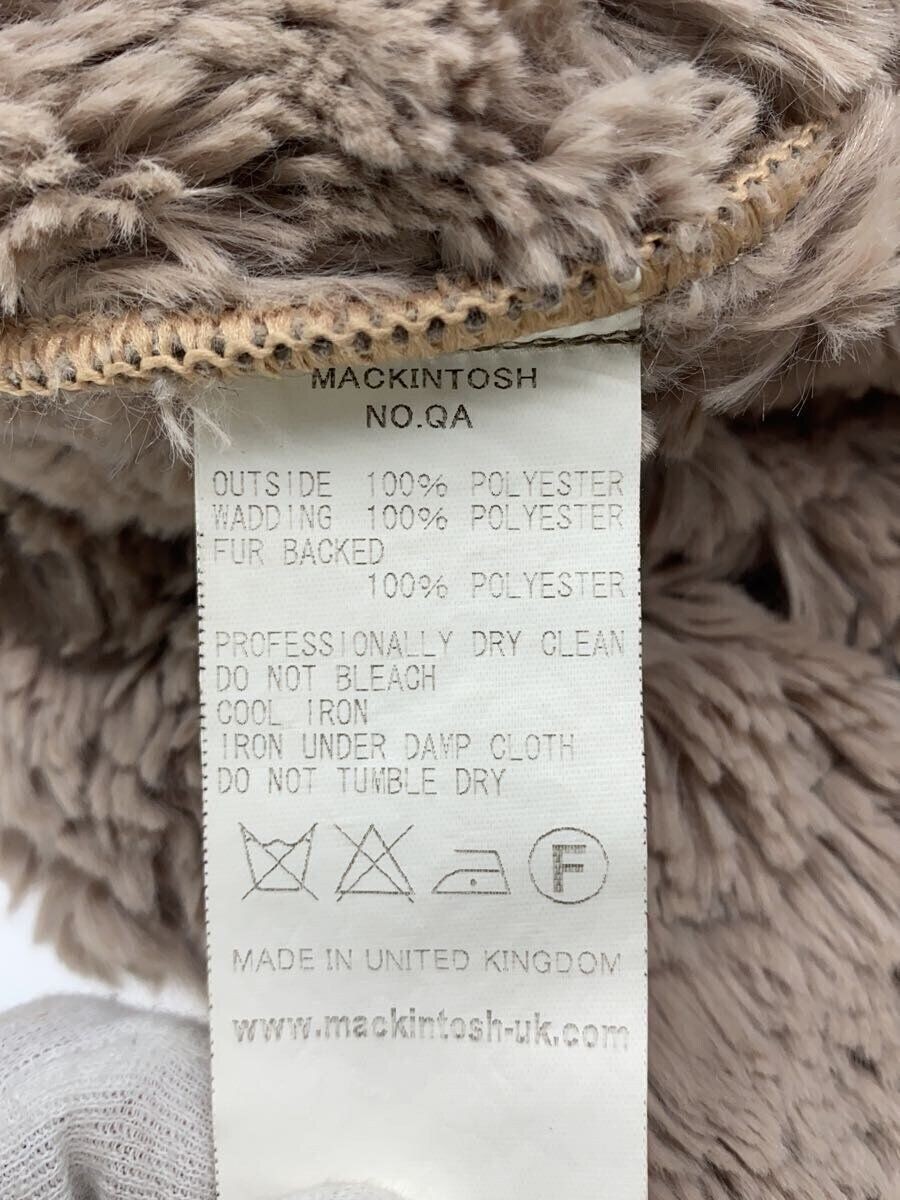 MACKINTOSH
NO.QA
OUTSIDE 100% POLYESTER
WADDING 100% POLYESTER
FUR BACKED
100% POLYESTER
PROFESSIONALLY DRY CLEAN
DO NOT BLEACH
COOL IRON
IRON UNDER DAMP CLOTH
DO NOT TUMBLE DRY
F
MADE IN UNITED KINGDOM
www.mackintosh-uk.com